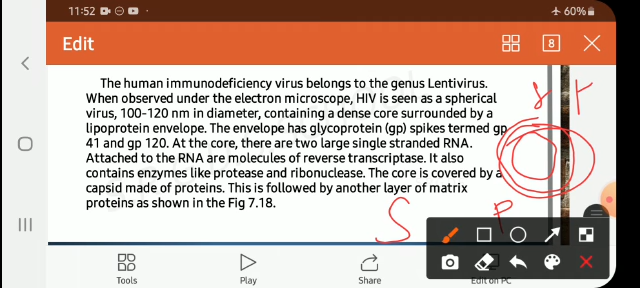 11:52 60%
Edit 8
The human immunodeficiency virus belongs to the genus Lentivirus.
When observed under the electron microscope, HIV is seen as a spherical
virus, 100-120 nm in diameter, containing a dense core surrounded by a
lipoprotein envelope. The envelope has glycoprotein (gp) spikes termed gp
41 and gp 120. At the core, there are two large single stranded RNA.
Attached to the RNA are molecules of reverse transcriptase. It also
contains enzymes like protease and ribonuclease. The core is covered by a
capsid made of proteins. This is followed by another layer of matrix
proteins as shown in the Fig 7.18.
S P
Tools Play Share Edit on PC